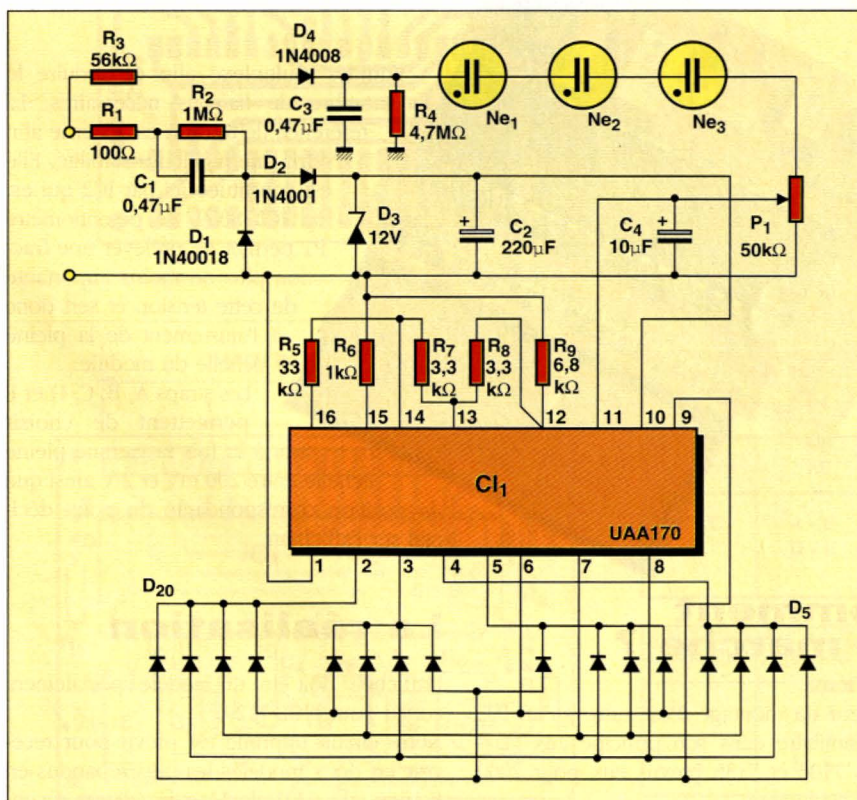 R3
56kΩ
D4
1N4008
R1
100Ω
R2
1MΩ
C1
0,47µF
D2
1N4001
D1
1N40018
C3
0,47µF
R4
4,7MΩ
Ne1
Ne2
Ne3
D3
12V
C2
220µF
C4
10µF
P1
50kΩ
R5
33
kΩ
R6
1kΩ
R7
3,3
kΩ
R8
3,3
kΩ
R9
6,8
kΩ
16
15
14
13
12
11
10
9
CI1
UAA170
1
2
3
4
5
6
7
8
D20
D5